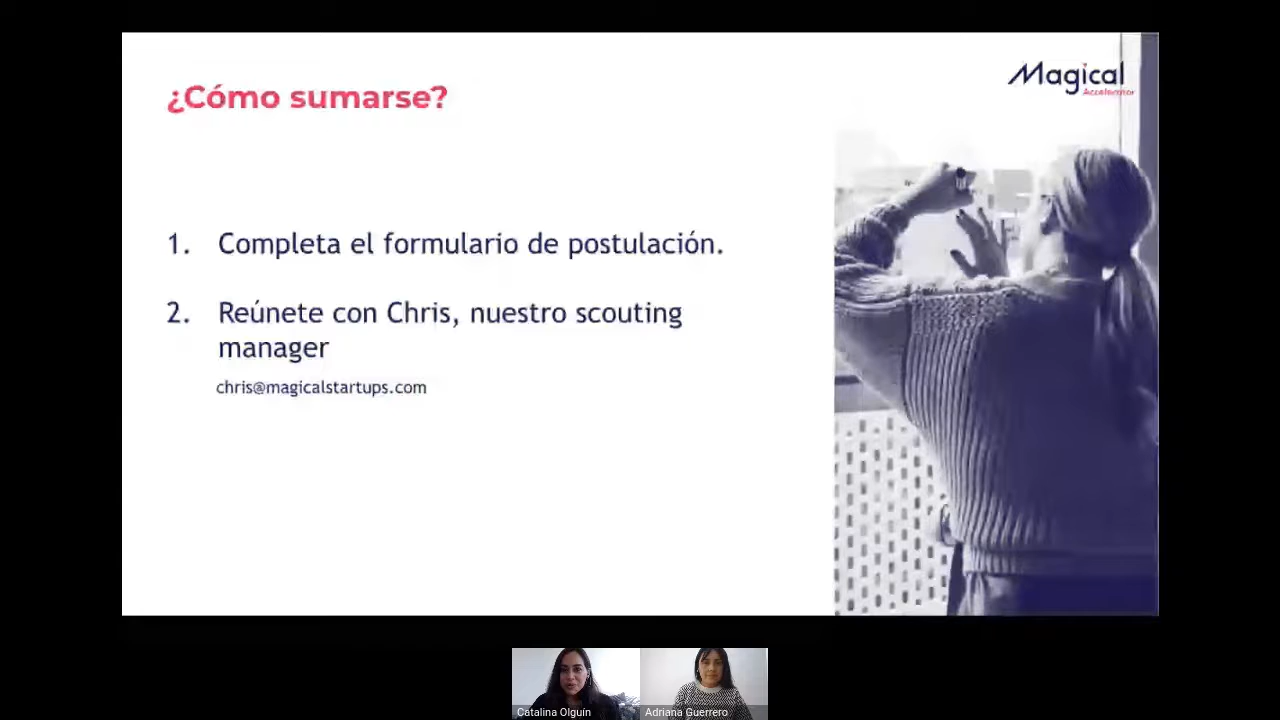 ¿Cómo sumarse?
Magical
Accelerator
1. Completa el formulario de postulación.
2. Reúnete con Chris, nuestro scouting
manager
chris@magicalstartups.com
Catalina Olguín
Adriana Guerrero